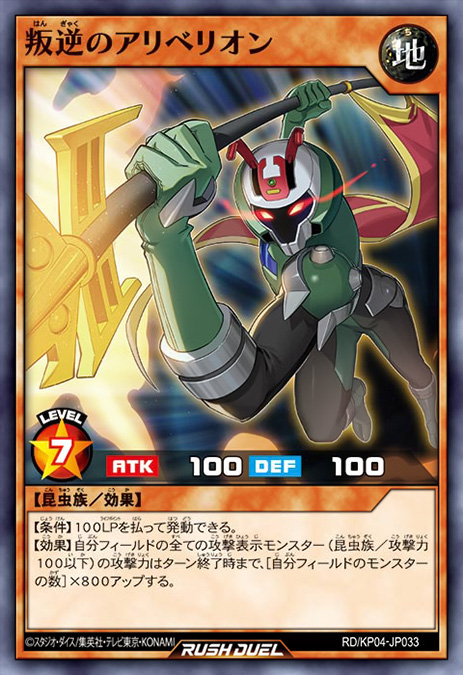 叛逆のアリベリオン
地
LEVEL
7
ATK 100 DEF 100
【昆虫族／効果】
【条件】100LPを払って発動できる。
【効果】自分フィールドの全ての攻撃表示モンスター（昆虫族／攻撃力
100以下）の攻撃力はターン終了時まで、[自分フィールドのモンスター
の数]×800アップする。
©スタジオ・ダイス/集英社・テレビ東京・KONAMI
RUSH DUEL
RD/KP04-JP033